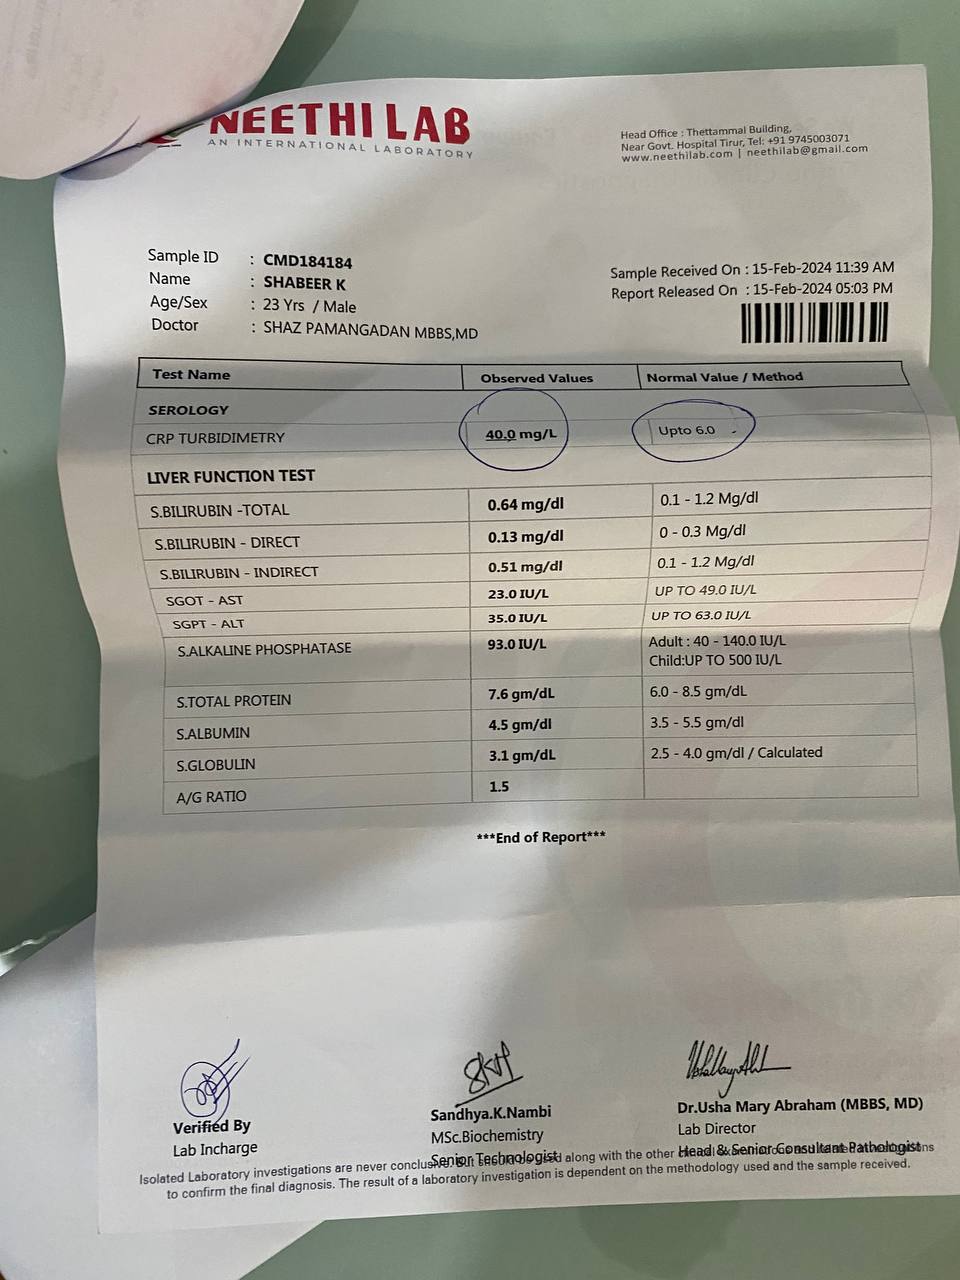 NEETHI LAB
AN INTERNATIONAL LABORATORY
Head Office : Thettammal Building,
Near Govt. Hospital Tirur, Tel: +91 9745003071
www.neethilab.com | neethilab@gmail.com
Sample ID : CMD184184
Name : SHABEER K
Age/Sex : 23 Yrs / Male
Doctor : SHAZ PAMANGADAN MBBS,MD
Sample Received On : 15-Feb-2024 11:39 AM
Report Released On : 15-Feb-2024 05:03 PM
Test Name Observed Values Normal Value / Method
SEROLOGY
CRP TURBIDIMETRY 40.0 mg/L Upto 6.0
LIVER FUNCTION TEST
S.BILIRUBIN -TOTAL 0.64 mg/dl 0.1 - 1.2 Mg/dl
S.BILIRUBIN - DIRECT 0.13 mg/dl 0 - 0.3 Mg/dl
S.BILIRUBIN - INDIRECT 0.51 mg/dl 0.1 - 1.2 Mg/dl
SGOT - AST 23.0 IU/L UP TO 49.0 IU/L
SGPT - ALT 35.0 IU/L UP TO 63.0 IU/L
S.ALKALINE PHOSPHATASE 93.0 IU/L Adult : 40 - 140.0 IU/L
Child:UP TO 500 IU/L
S.TOTAL PROTEIN 7.6 gm/dL 6.0 - 8.5 gm/dL
S.ALBUMIN 4.5 gm/dl 3.5 - 5.5 gm/dl
S.GLOBULIN 3.1 gm/dL 2.5 - 4.0 gm/dl / Calculated
A/G RATIO 1.5
***End of Report***
Verified By
Lab Incharge
Sandhya.K.Nambi
MSc.Biochemistry
Senior Technologist
Dr.Usha Mary Abraham (MBBS, MD)
Lab Director
Head & Senior Consultant Pathologist
Isolated Laboratory investigations are never conclusive. but should be used along with the other
to confirm the final diagnosis. The result of a laboratory investigation is dependent on the methodology used and the sample received.